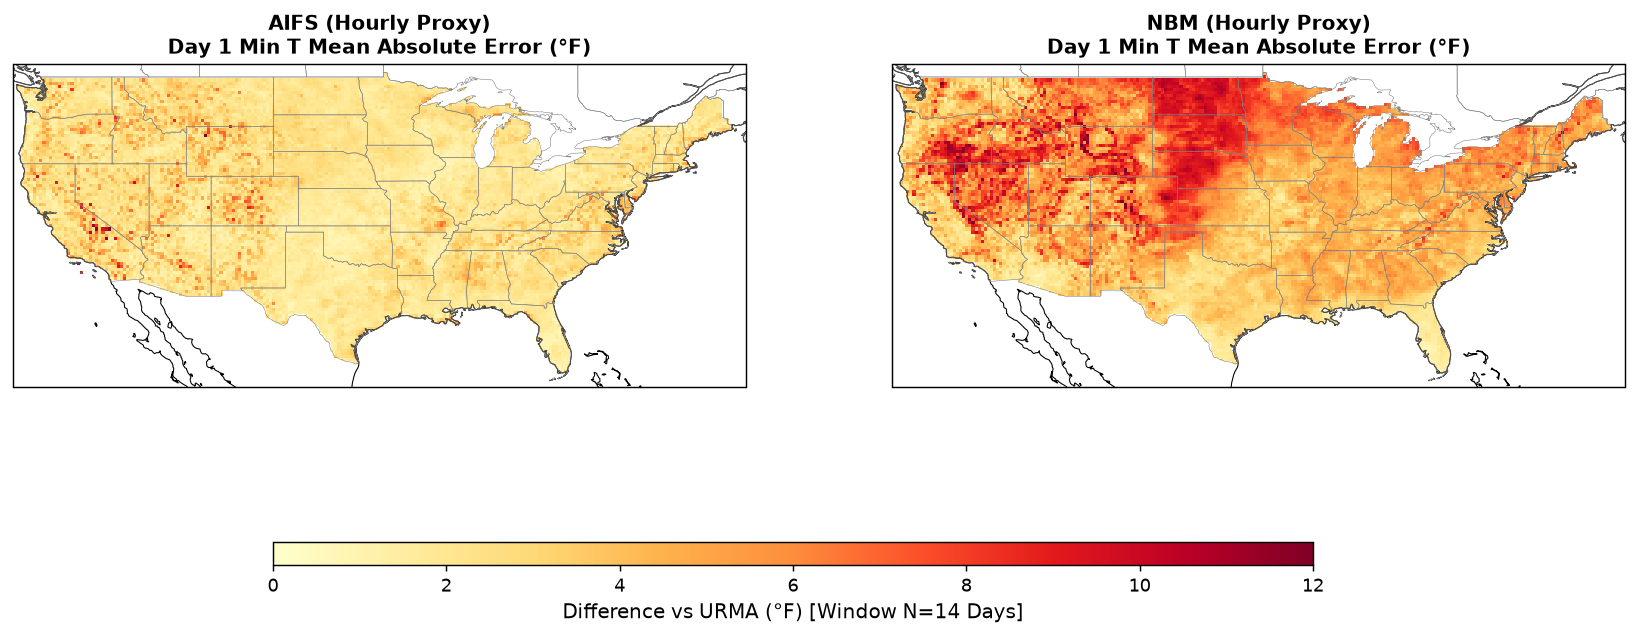 AIFS (Hourly Proxy)
Day 1 Min T Mean Absolute Error (°F)
NBM (Hourly Proxy)
Day 1 Min T Mean Absolute Error (°F)
0 2 4 6 8 10 12
Difference vs URMA (°F) [Window N=14 Days]